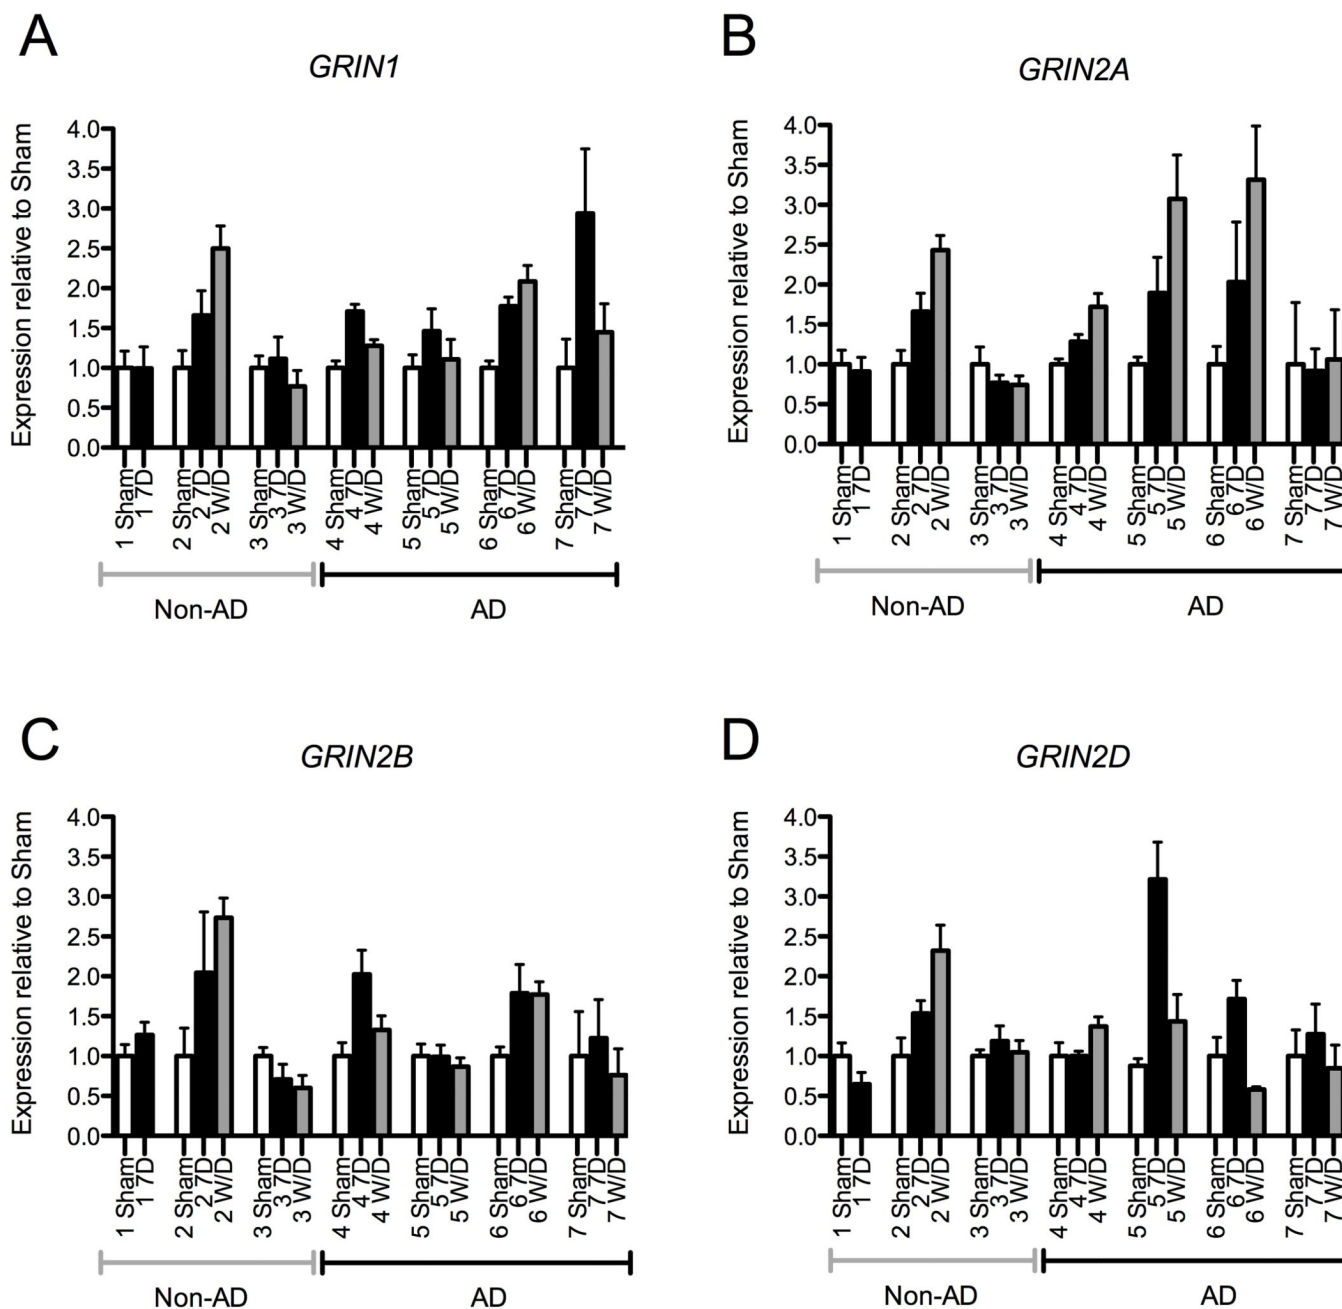 A
GRIN1
Expression relative to Sham
4.0
3.5
3.0
2.5
2.0
1.5
1.0
0.5
0.0
1 Sham
1 7D
2 Sham
2 7D
2 W/D
3 Sham
3 7D
3 W/D
4 Sham
4 7D
4 W/D
5 Sham
5 7D
5 W/D
6 Sham
6 7D
6 W/D
7 Sham
7 7D
7 W/D
Non-AD
AD
B
GRIN2A
Expression relative to Sham
4.0
3.5
3.0
2.5
2.0
1.5
1.0
0.5
0.0
1 Sham
1 7D
2 Sham
2 7D
2 W/D
3 Sham
3 7D
3 W/D
4 Sham
4 7D
4 W/D
5 Sham
5 7D
5 W/D
6 Sham
6 7D
6 W/D
7 Sham
7 7D
7 W/D
Non-AD
AD
C
GRIN2B
Expression relative to Sham
4.0
3.5
3.0
2.5
2.0
1.5
1.0
0.5
0.0
1 Sham
1 7D
2 Sham
2 7D
2 W/D
3 Sham
3 7D
3 W/D
4 Sham
4 7D
4 W/D
5 Sham
5 7D
5 W/D
6 Sham
6 7D
6 W/D
7 Sham
7 7D
7 W/D
Non-AD
AD
D
GRIN2D
Expression relative to Sham
4.0
3.5
3.0
2.5
2.0
1.5
1.0
0.5
0.0
1 Sham
1 7D
2 Sham
2 7D
2 W/D
3 Sham
3 7D
3 W/D
4 Sham
4 7D
4 W/D
5 Sham
5 7D
5 W/D
6 Sham
6 7D
6 W/D
7 Sham
7 7D
7 W/D
Non-AD
AD